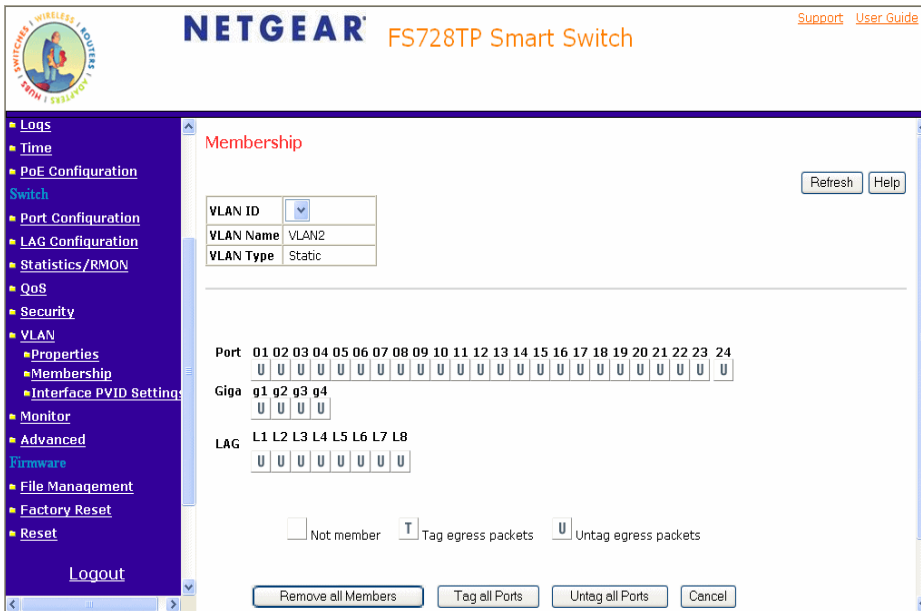 SWITCHES | WIRELESS | ROUTERS | ADAPTERS | HUBS |
NETGEAR
FS728TP Smart Switch
Support User Guide
Logs
Time
PoE Configuration
Switch
Port Configuration
LAG Configuration
Statistics/RMON
QoS
Security
VLAN
Properties
Membership
Interface PVID Settings
Monitor
Advanced
Firmware
File Management
Factory Reset
Reset
Logout
Membership
Refresh Help
VLAN ID
VLAN Name VLAN2
VLAN Type Static
Port 01 02 03 04 05 06 07 08 09 10 11 12 13 14 15 16 17 18 19 20 21 22 23 24
U U U U U U U U U U U U U U U U U U U U U U U U
Giga g1 g2 g3 g4
U U U U
LAG L1 L2 L3 L4 L5 L6 L7 L8
U U U U U U U U
Not member T Tag egress packets U Untag egress packets
Remove all Members Tag all Ports Untag all Ports Cancel